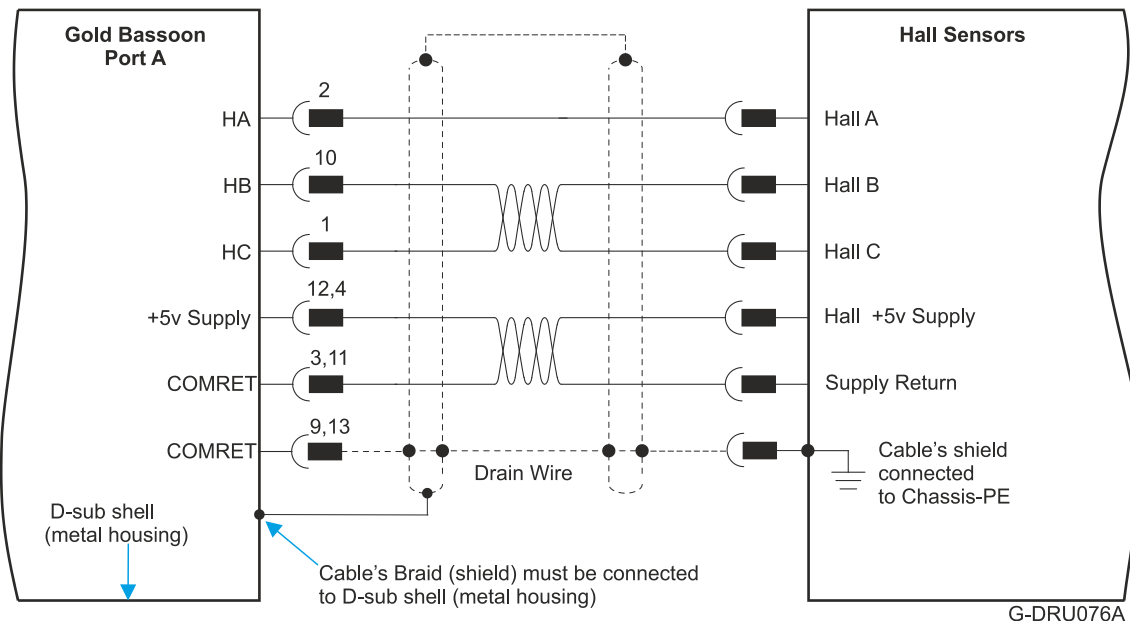 Gold Bassoon
Port A
Hall Sensors
2
HA
Hall A
10
HB
Hall B
1
HC
Hall C
12,4
+5v Supply
Hall +5v Supply
3,11
COMRET
Supply Return
9,13
COMRET
Drain Wire
Cable's shield
connected
to Chassis-PE
D-sub shell
(metal housing)
Cable's Braid (shield) must be connected
to D-sub shell (metal housing)
G-DRU076A